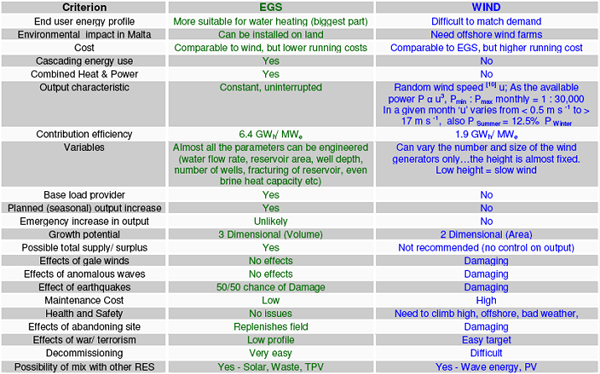 Criterion EGS WIND
End user energy profile More suitable for water heating (biggest part) Difficult to match demand
Environmental impact in Malta Can be installed on land Need offshore wind farms
Cost Comparable to wind, but lower running costs Comparable to EGS, but higher running cost
Cascading energy use Yes No
Combined Heat & Power Yes No
Output characteristic Constant, uninterrupted Random wind speed [10] u; As the available
power P α u³, Pmin : Pmax monthly = 1 : 30,000
In a given month ‘u’ varies from < 0.5 m s -1 to >
17 m s -1, also P Summer = 12.5% P Winter
Contribution efficiency 6.4 GWh/ MWe 1.9 GWh/ MWe
Variables Almost all the parameters can be engineered Can vary the number and size of the wind
(water flow rate, reservoir area, well depth, generators only…the height is almost fixed.
number of wells, fracturing of reservoir, even Low height = slow wind
brine heat capacity etc)
Base load provider Yes No
Planned (seasonal) output increase Yes No
Emergency increase in output Unlikely No
Growth potential 3 Dimensional (Volume) 2 Dimensional (Area)
Possible total supply/ surplus Yes Not recommended (no control on output)
Effects of gale winds No effects Damaging
Effects of anomalous waves No effects Damaging
Effect of earthquakes 50/50 chance of Damage Damaging
Maintenance Cost Low High
Health and Safety No issues Need to climb high, offshore, bad weather,
Effects of abandoning site Replenishes field Damaging
Effects of war/ terrorism Low profile Easy target
Decommissioning Very easy Difficult
Possibility of mix with other RES Yes - Solar, Waste, TPV Yes - Wave energy, PV